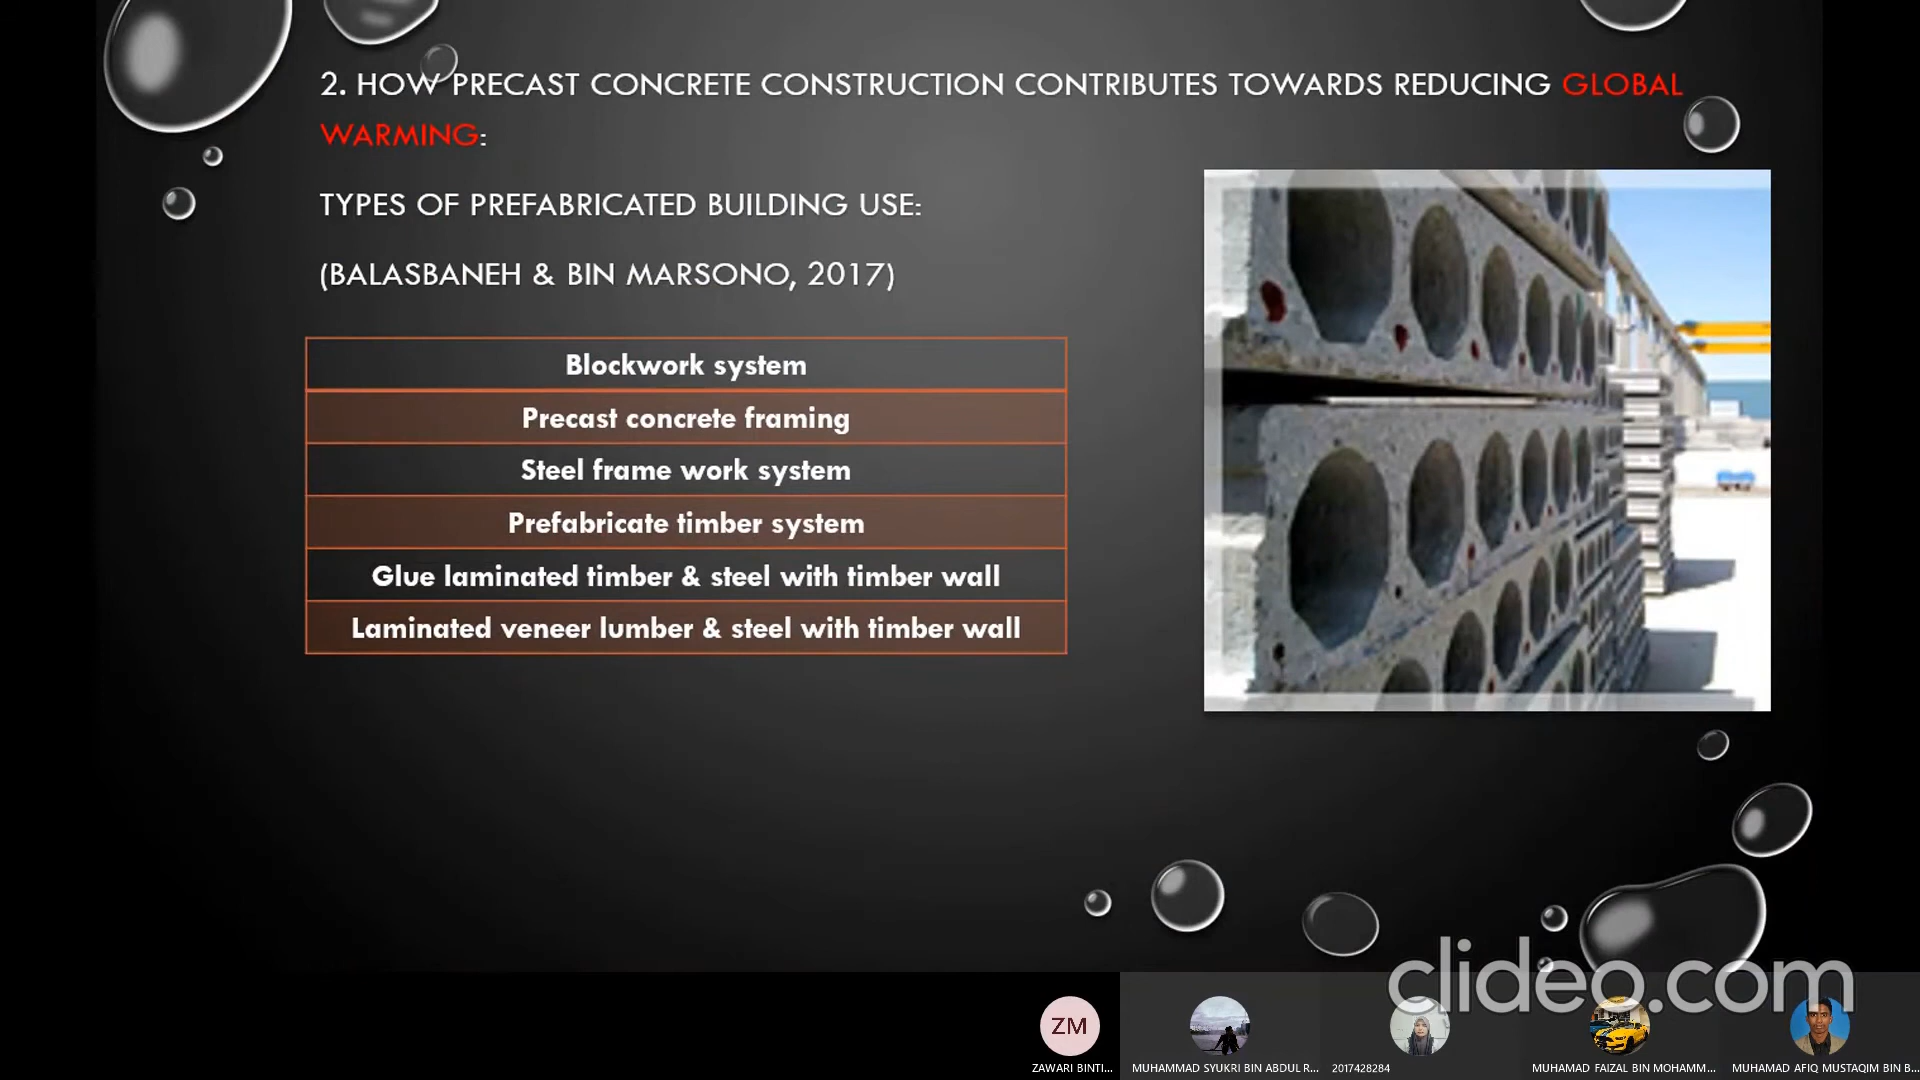 2. HOW PRECAST CONCRETE CONSTRUCTION CONTRIBUTES TOWARDS REDUCING GLOBAL
WARMING:
TYPES OF PREFABRICATED BUILDING USE:
(BALASBANEH & BIN MARSONO, 2017)
Blockwork system
Precast concrete framing
Steel frame work system
Prefabricate timber system
Glue laminated timber & steel with timber wall
Laminated veneer lumber & steel with timber wall
clideo.com
ZM
ZAWARI BINTI...
MUHAMMAD SYUKRI BIN ABDUL R...
2017428284
MUHAMAD FAIZAL BIN MOHAMM...
MUHAMAD AFIQ MUSTAQIM BIN B...